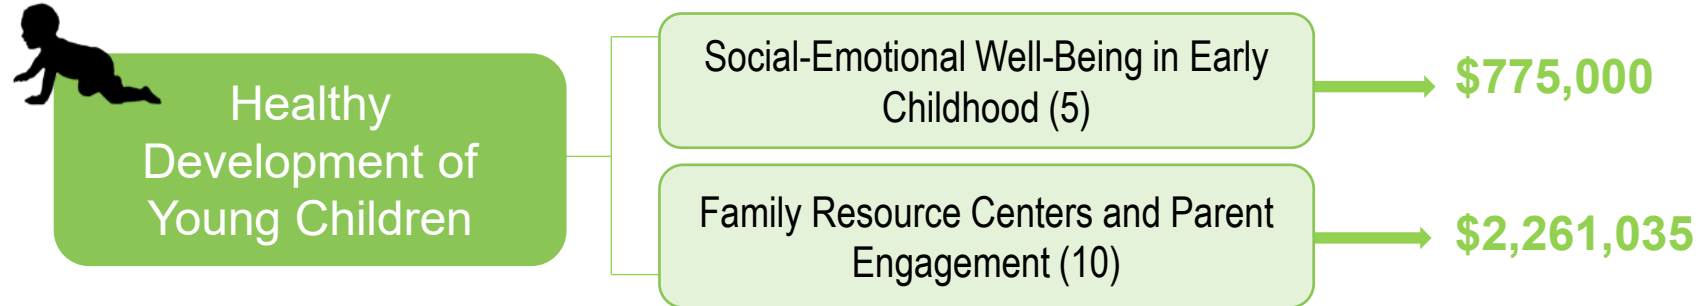 Healthy
Development of
Young Children
Social-Emotional Well-Being in Early
Childhood (5)
$775,000
Family Resource Centers and Parent
Engagement (10)
$2,261,035